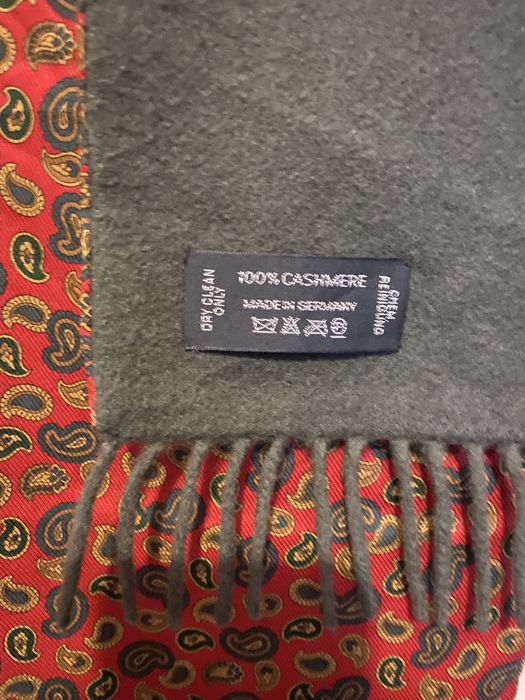 DRY CLEAN
ONLY
100% CASHMERE
MADE IN GERMANY
CHEM.
REINIGUNG